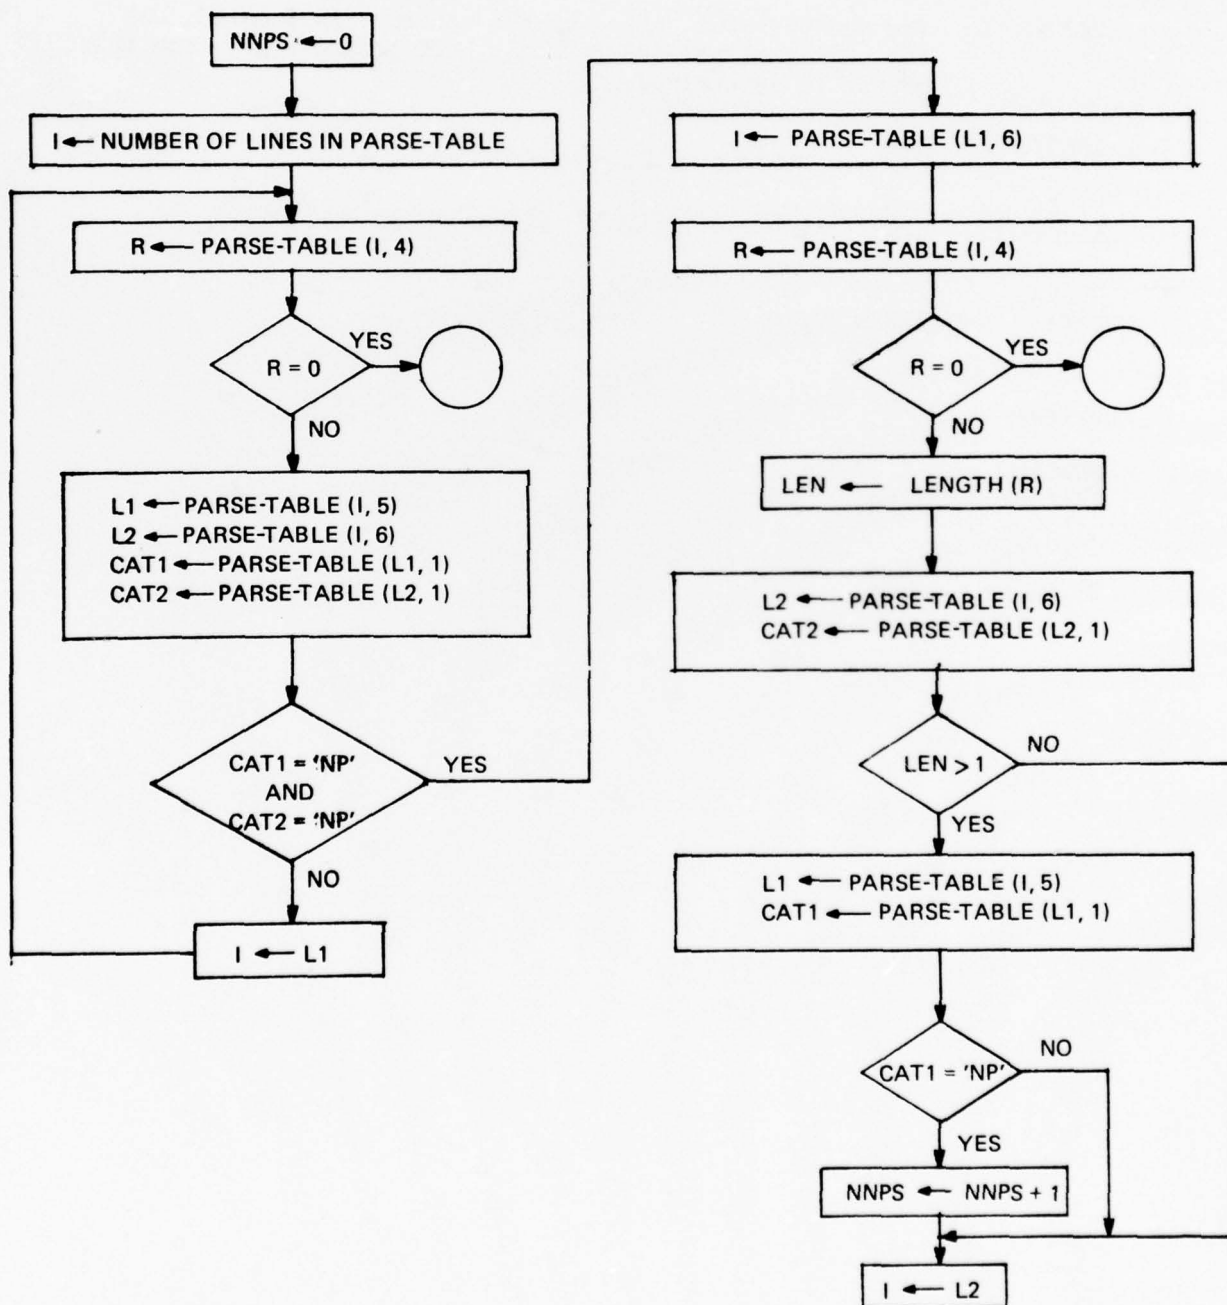 NNPS ← 0
I ← NUMBER OF LINES IN PARSE-TABLE
R ← PARSE-TABLE (I, 4)
R = 0
YES
NO
L1 ← PARSE-TABLE (I, 5)
L2 ← PARSE-TABLE (I, 6)
CAT1 ← PARSE-TABLE (L1, 1)
CAT2 ← PARSE-TABLE (L2, 1)
CAT1 = 'NP'
AND
CAT2 = 'NP'
YES
NO
I ← L1
I ← PARSE-TABLE (L1, 6)
R ← PARSE-TABLE (I, 4)
R = 0
YES
NO
LEN ← LENGTH (R)
L2 ← PARSE-TABLE (I, 6)
CAT2 ← PARSE-TABLE (L2, 1)
LEN > 1
NO
YES
L1 ← PARSE-TABLE (I, 5)
CAT1 ← PARSE-TABLE (L1, 1)
CAT1 = 'NP'
NO
YES
NNPS ← NNPS + 1
I ← L2